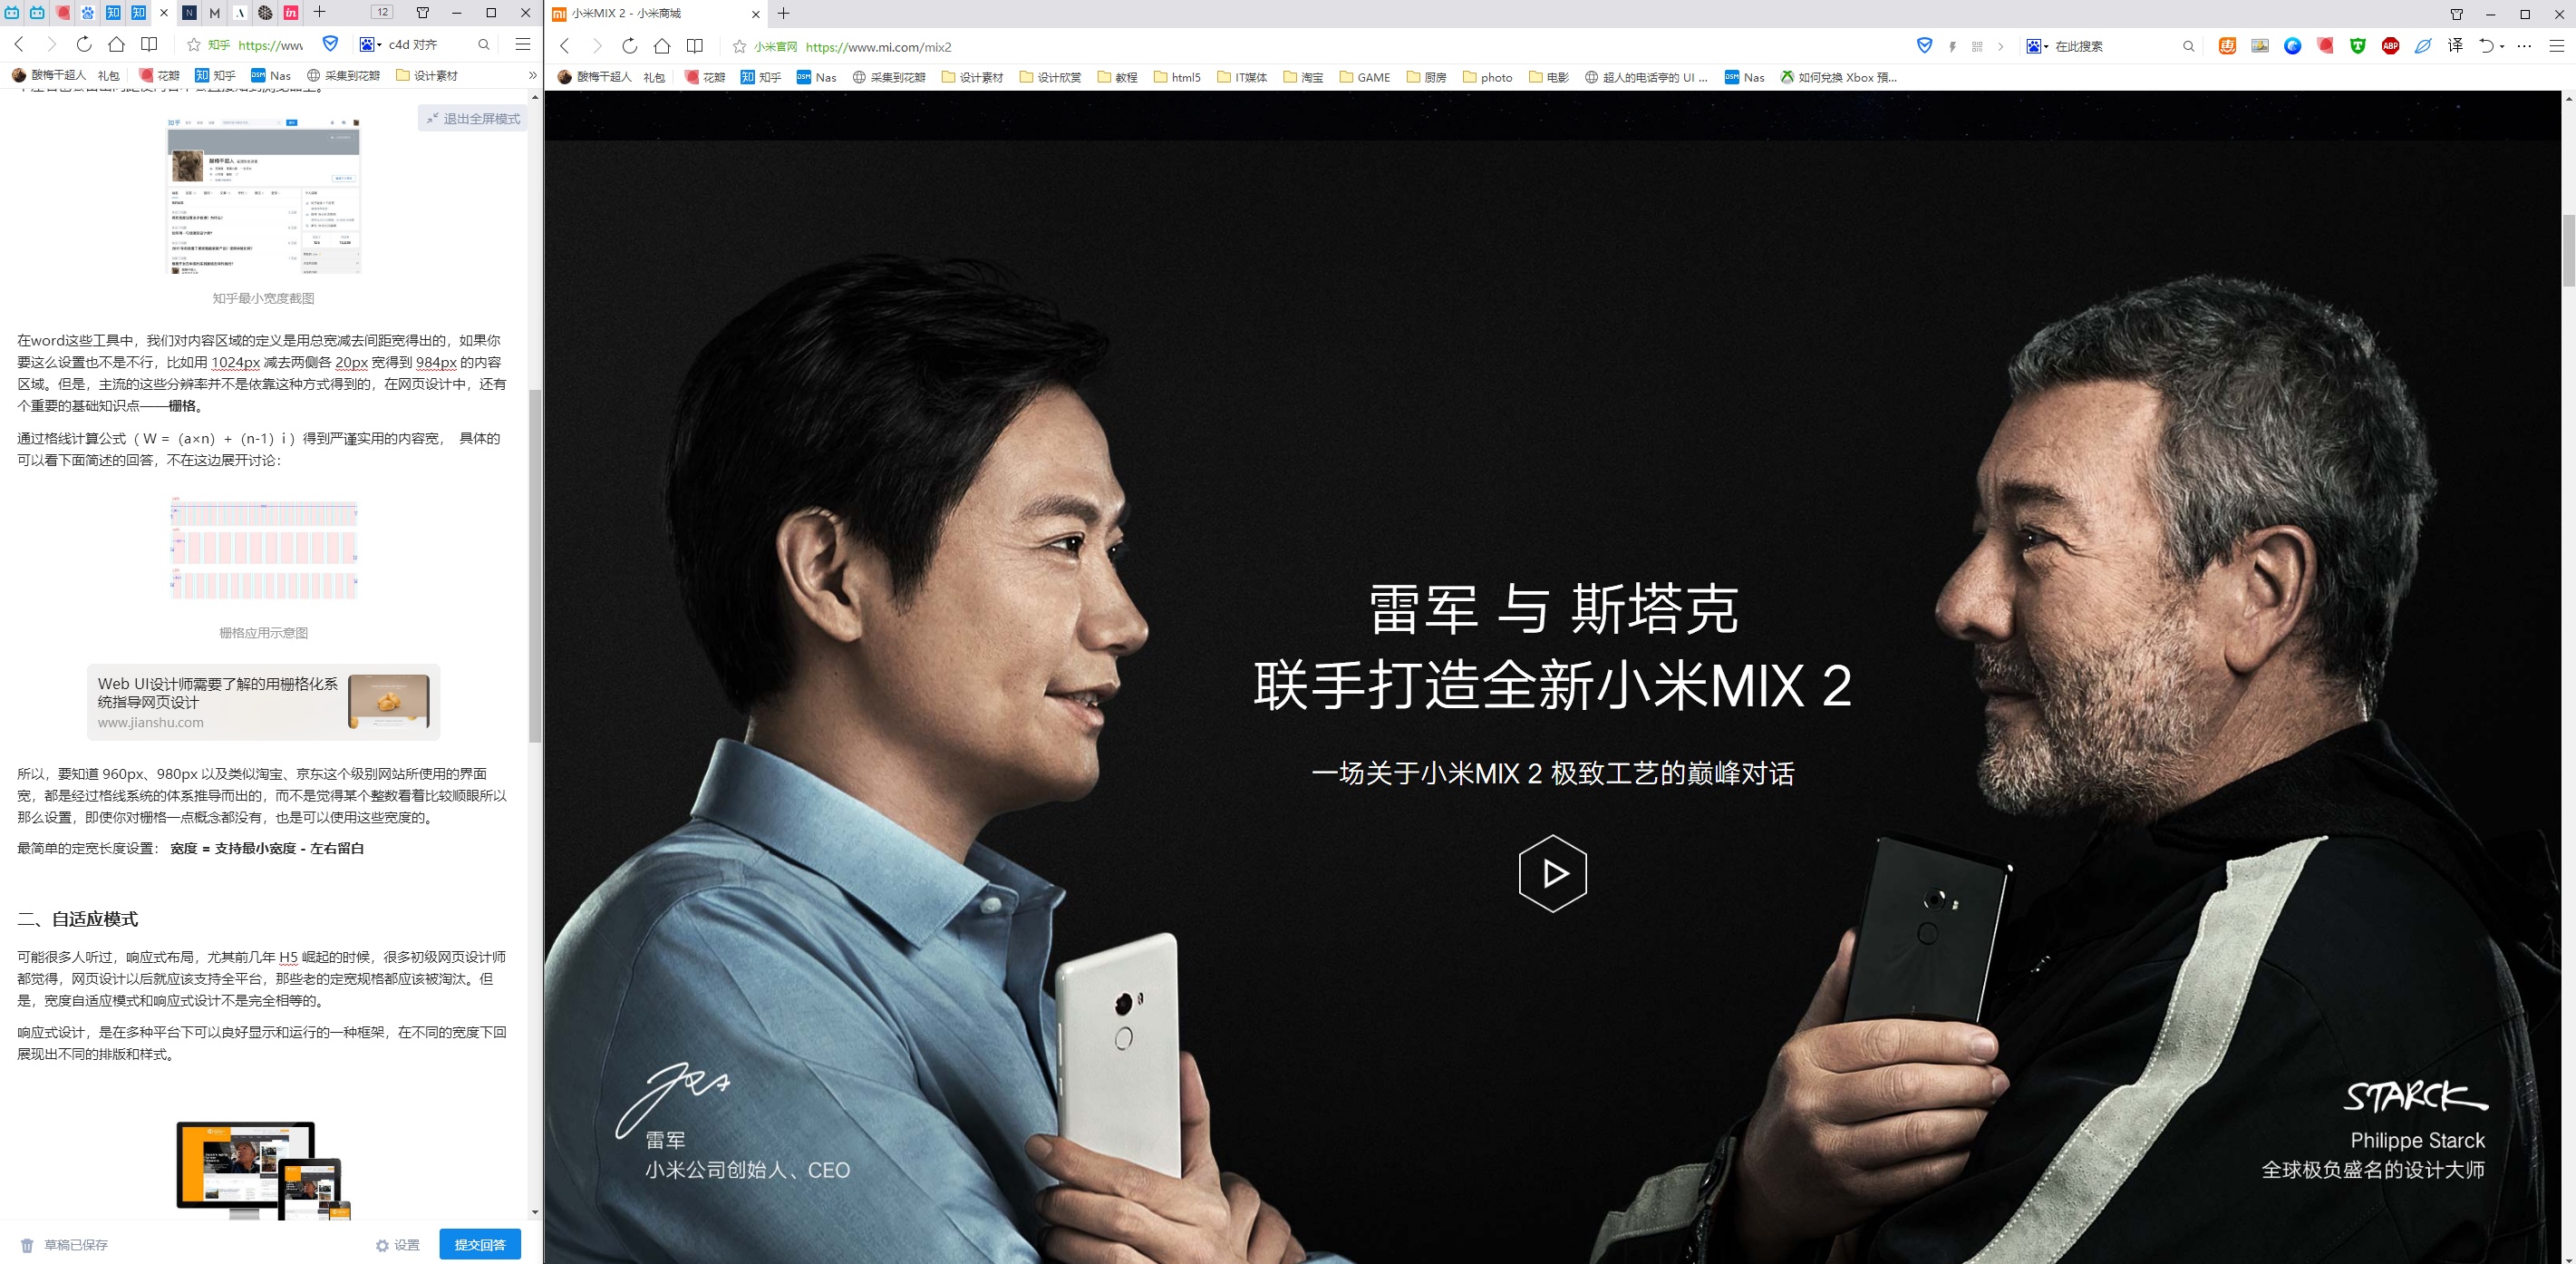 12
知乎 https://www
c4d 对齐
酸梅干超人 礼包 花瓣 知乎 Nas 采集到花瓣 设计素材
退出全屏模式
知乎最小宽度截图
在word这些工具中，我们对内容区域的定义是用总宽减去间距宽得出的，如果你
要这么设置也不是不行，比如用 1024px 减去两侧各 20px 宽得到 984px 的内容
区域。但是，主流的这些分辨率并不是依靠这种方式得到的，在网页设计中，还有
个重要的基础知识点——栅格。
通过格线计算公式（ W =（a×n）+（n-1）i ）得到严谨实用的内容宽， 具体的
可以看下面简述的回答，不在这边展开讨论：
栅格应用示意图
Web UI设计师需要了解的用栅格化系
统指导网页设计
www.jianshu.com
所以，要知道 960px、980px 以及类似淘宝、京东这个级别网站所使用的界面
宽，都是经过格线系统的体系推导而出的，而不是觉得某个整数看着比较顺眼所以
那么设置，即使你对栅格一点概念都没有，也是可以使用这些宽度的。
最简单的定宽长度设置： 宽度 = 支持最小宽度 - 左右留白
二、自适应模式
可能很多人听过，响应式布局，尤其前几年 H5 崛起的时候，很多初级网页设计师
都觉得，网页设计以后就应该支持全平台，那些老的定宽规格都应该被淘汰。但
是，宽度自适应模式和响应式设计不是完全相等的。
响应式设计，是在多种平台下可以良好显示和运行的一种框架，在不同的宽度下回
展现出不同的排版和样式。
草稿已保存
设置
提交回答
小米MIX 2 - 小米商城
小米官网 https://www.mi.com/mix2
在此搜索
译
酸梅干超人 礼包 花瓣 知乎 Nas 采集到花瓣 设计素材 设计欣赏 教程 html5 IT媒体 淘宝 GAME 厨房 photo 电影 超人的电话亭的 UI ... Nas 如何兌換 Xbox 預...
雷军 与 斯塔克
联手打造全新小米MIX 2
一场关于小米MIX 2 极致工艺的巅峰对话
雷军
小米公司创始人、CEO
STARCK
Philippe Starck
全球极负盛名的设计大师